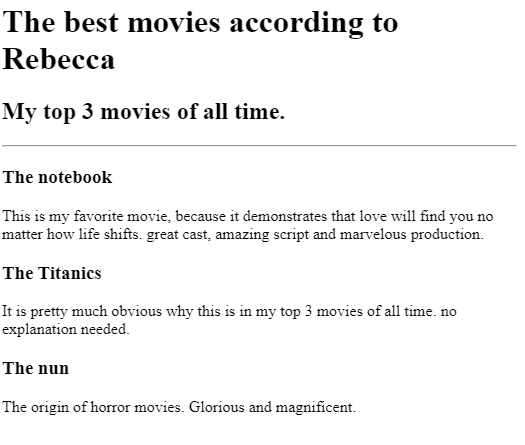 The best movies according to
Rebecca
My top 3 movies of all time.
The notebook
This is my favorite movie, because it demonstrates that love will find you no
matter how life shifts. great cast, amazing script and marvelous production.
The Titanics
It is pretty much obvious why this is in my top 3 movies of all time. no
explanation needed.
The nun
The origin of horror movies. Glorious and magnificent.